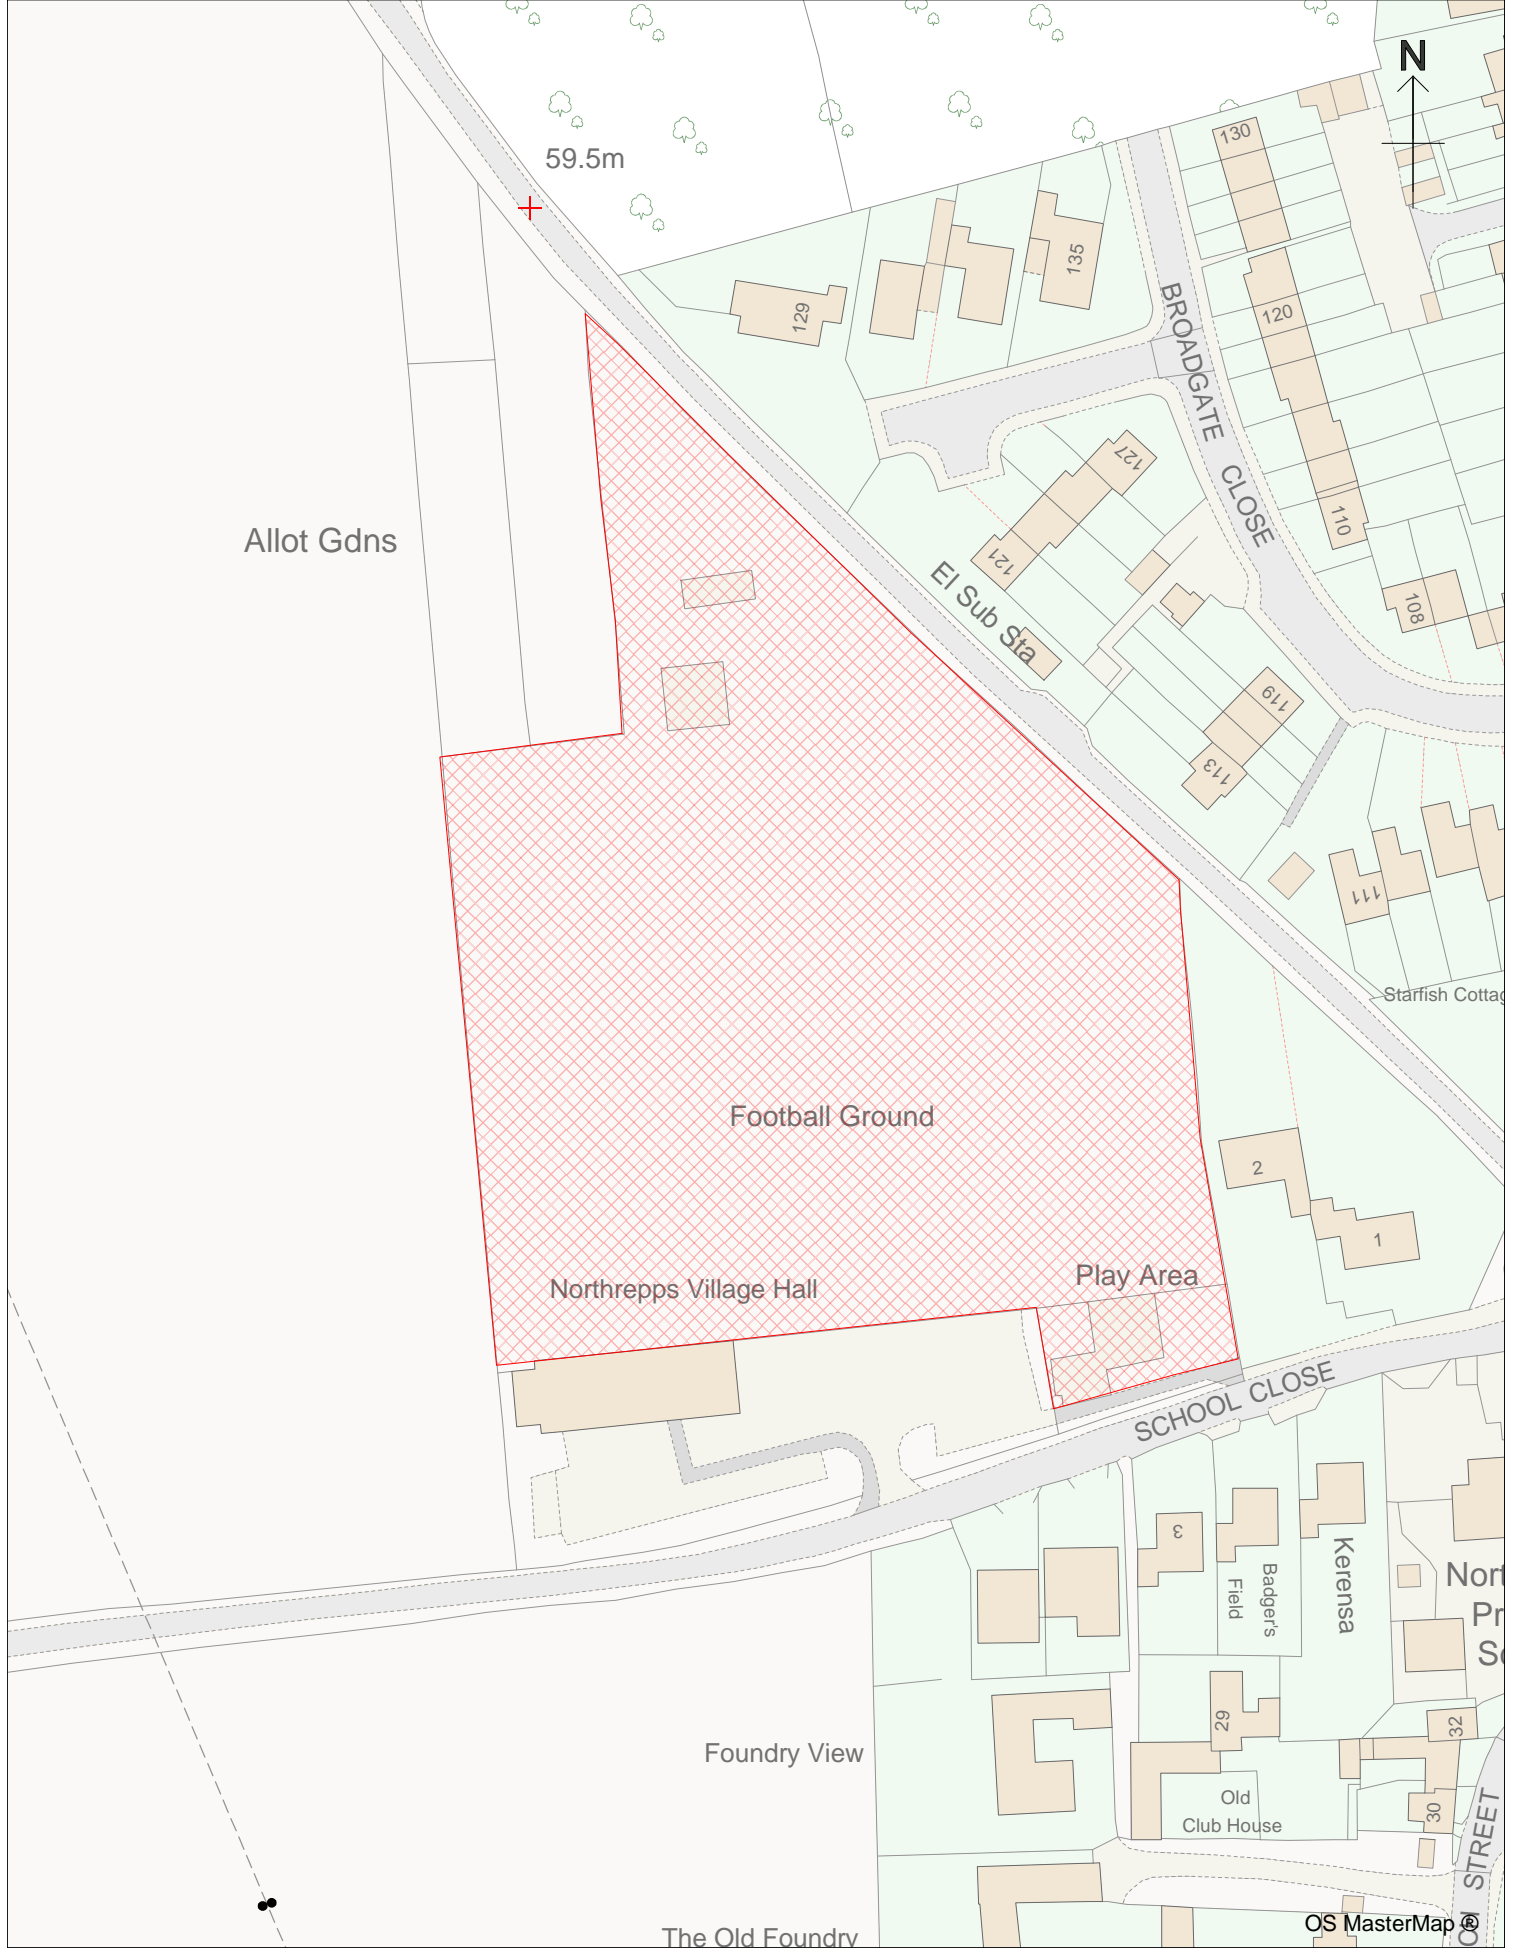 N
59.5m
130
135
129
120
BROADGATE CLOSE
127
110
121
Allot Gdns
El Sub Sta
108
119
113
111
Starfish Cottag
Football Ground
2
1
Play Area
Northrepps Village Hall
SCHOOL CLOSE
3
Badger's
Field
Kerensa
Nort
Pr
Sc
29
32
Foundry View
Old
Club House
30
STREET
The Old Foundry
OS MasterMap ®